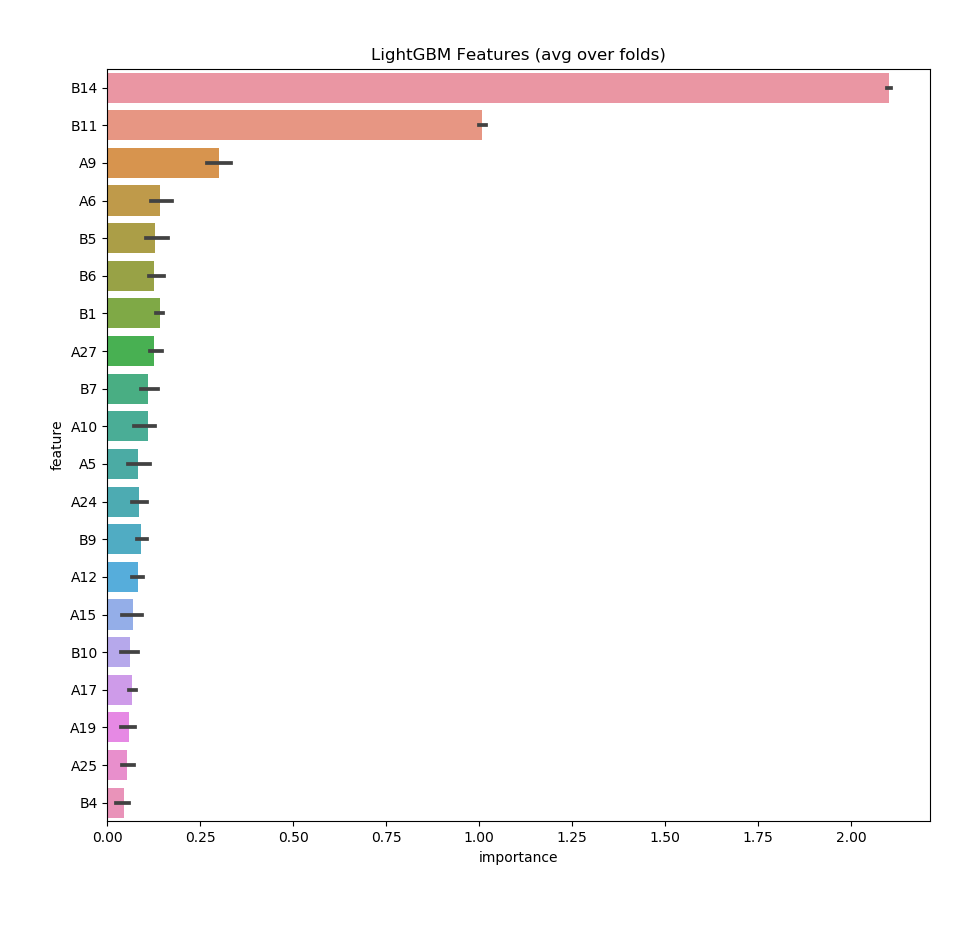 LightGBM Features (avg over folds)
B14
B11
A9
A6
B5
B6
B1
A27
B7
A10
A5
A24
B9
A12
A15
B10
A17
A19
A25
B4
feature
0.00 0.25 0.50 0.75 1.00 1.25 1.50 1.75 2.00
importance